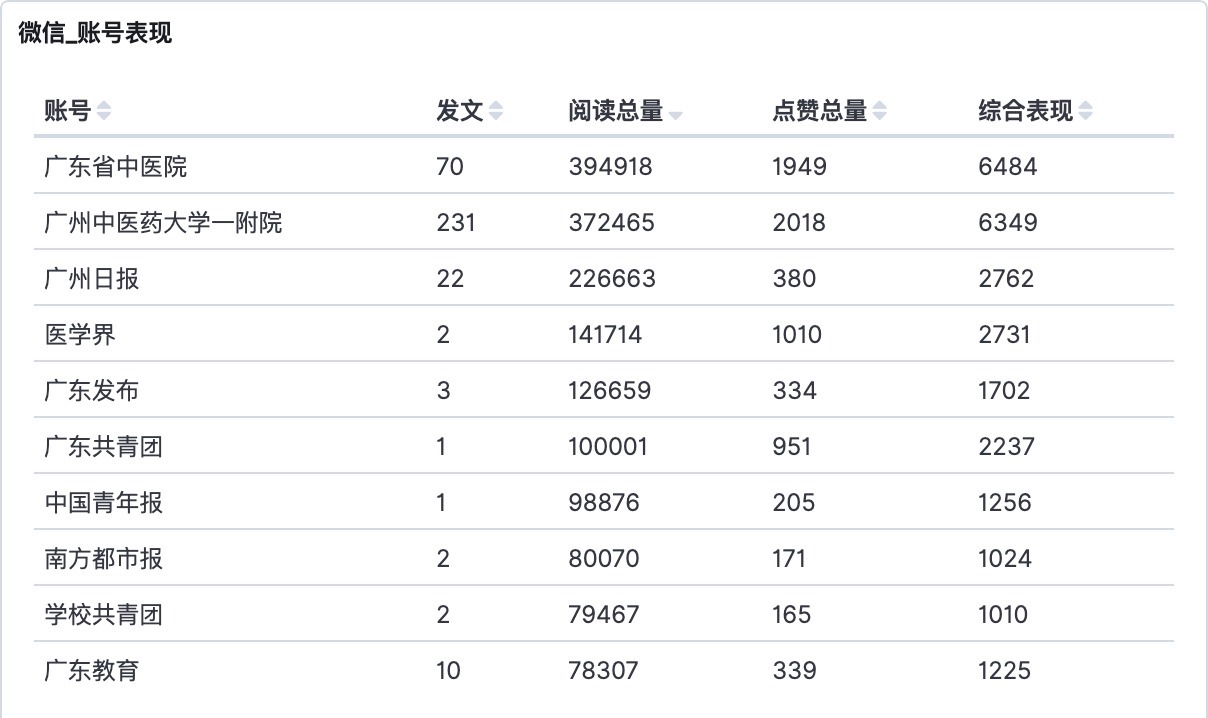 微信_账号表现
账号 发文 阅读总量 点赞总量 综合表现
广东省中医院 70 394918 1949 6484
广州中医药大学一附院 231 372465 2018 6349
广州日报 22 226663 380 2762
医学界 2 141714 1010 2731
广东发布 3 126659 334 1702
广东共青团 1 100001 951 2237
中国青年报 1 98876 205 1256
南方都市报 2 80070 171 1024
学校共青团 2 79467 165 1010
广东教育 10 78307 339 1225